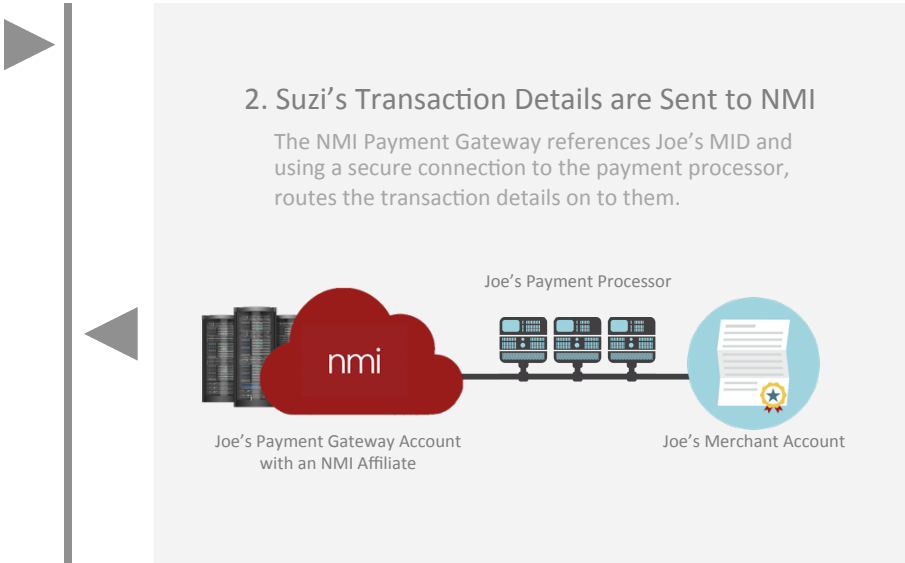 2. Suzi’s Transaction Details are Sent to NMI
The NMI Payment Gateway references Joe’s MID and
using a secure connection to the payment processor,
routes the transaction details on to them.
Joe’s Payment Processor
nmi
Joe’s Payment Gateway Account
with an NMI Affiliate
Joe’s Merchant Account